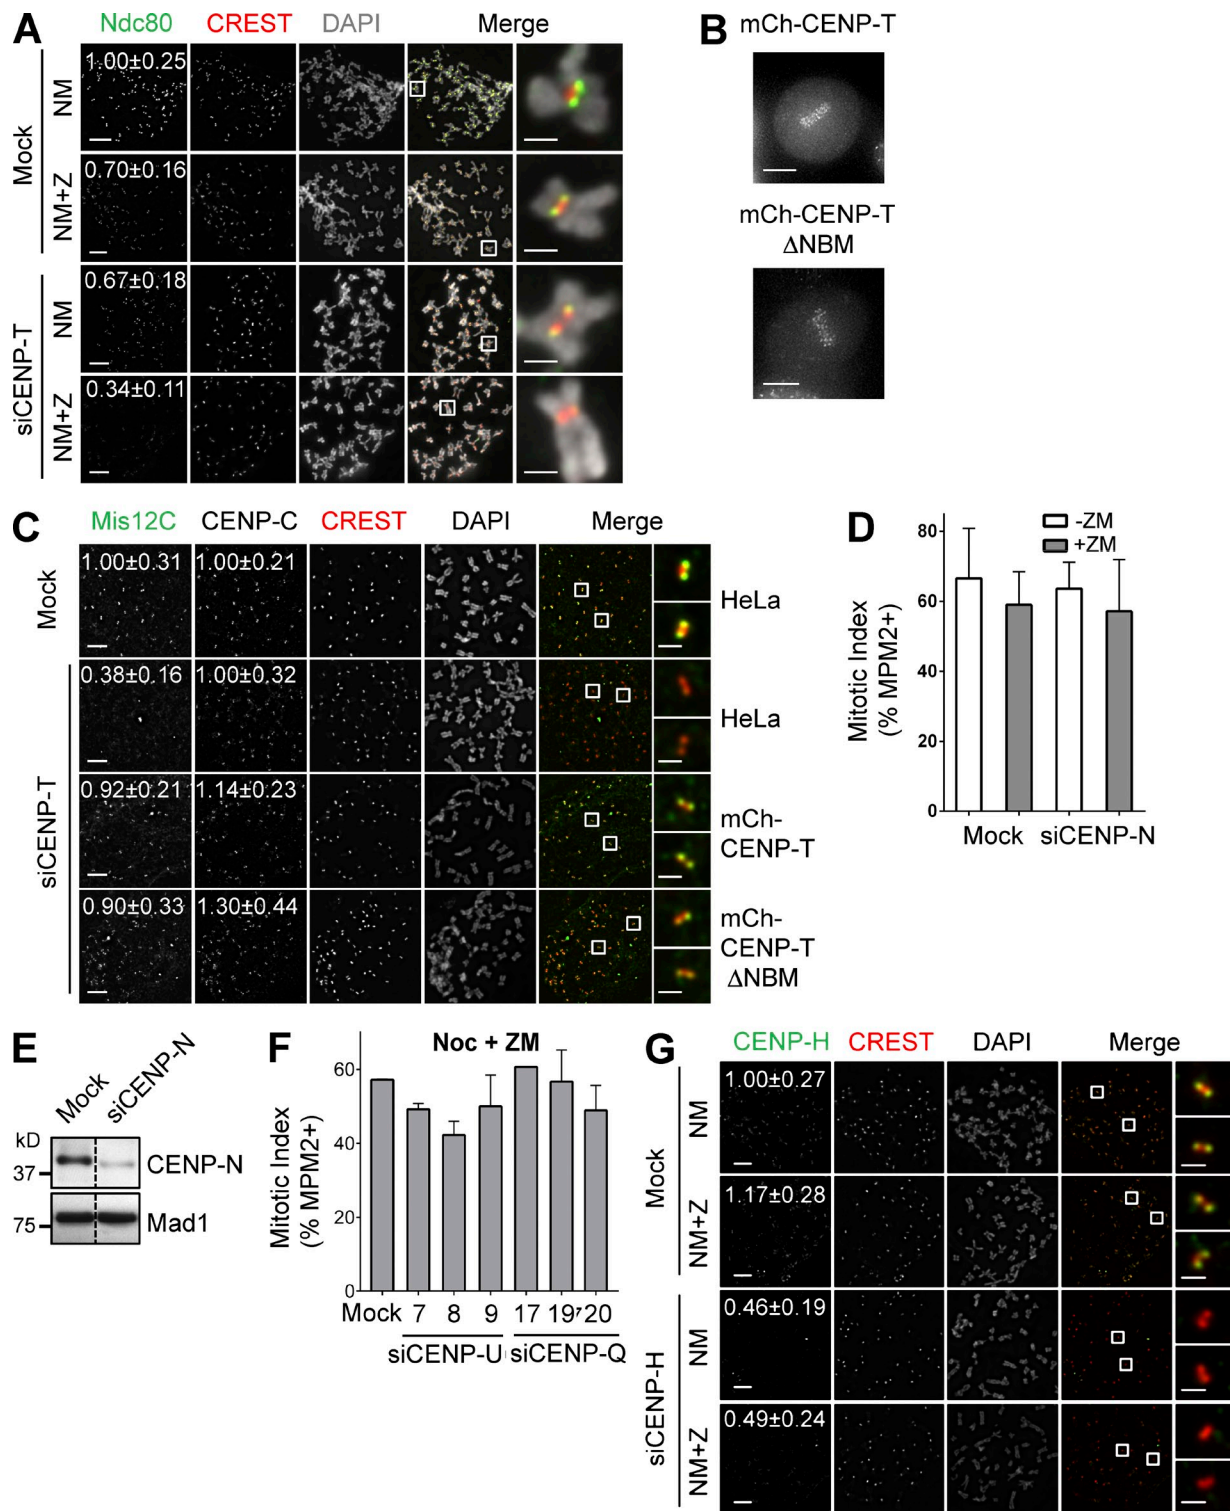 A
Ndc80 CREST DAPI Merge
Mock
NM
1.00±0.25
NM+Z
0.70±0.16
siCENP-T
NM
0.67±0.18
NM+Z
0.34±0.11
B
mCh-CENP-T
mCh-CENP-T
ΔNBM
C
Mis12C CENP-C CREST DAPI Merge
Mock
1.00±0.31 1.00±0.21
HeLa
siCENP-T
0.38±0.16 1.00±0.32
HeLa
0.92±0.21 1.14±0.23
mCh-
CENP-T
0.90±0.33 1.30±0.44
mCh-
CENP-T
ΔNBM
D
Mitotic Index
(% MPM2+)
80
60
40
20
0
-ZM
+ZM
Mock siCENP-N
E
Mock siCENP-N
kD
37
CENP-N
75
Mad1
F
Noc + ZM
Mitotic Index
(% MPM2+)
60
40
20
0
Mock 7 8 9 17 19 20
siCENP-U siCENP-Q
G
CENP-H CREST DAPI Merge
Mock
NM
1.00±0.27
NM+Z
1.17±0.28
siCENP-H
NM
0.46±0.19
NM+Z
0.49±0.24